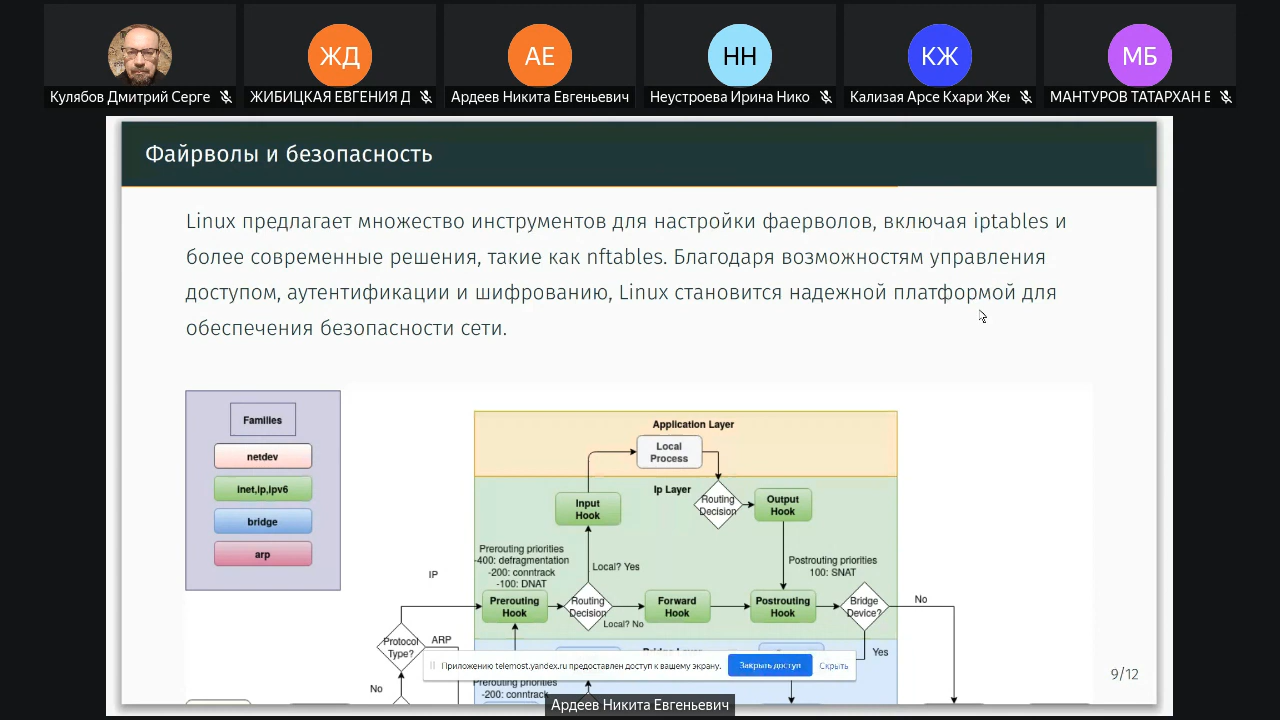 ЖД
АЕ
НН
КЖ
МБ
Кулябов Дмитрий Серге
ЖИБИЦКАЯ ЕВГЕНИЯ Д
Ардеев Никита Евгеньевич
Неустроева Ирина Нико
Кализая Арсе Кхари Же
МАНТУРОВ ТАТАРХАН Б
Файрволы и безопасность
Linux предлагает множество инструментов для настройки фаерволов, включая iptables и
более современные решения, такие как nftables. Благодаря возможностям управления
доступом, аутентификации и шифрованию, Linux становится надежной платформой для
обеспечения безопасности сети.
Families
netdev
inet,ip,ipv6
bridge
arp
Application Layer
Local
Process
Ip Layer
Input
Hook
Routing
Decision
Output
Hook
Prerouting priorities
-400: defragmentation
-200: conntrack
-100: DNAT
Local? Yes
Postrouting priorities
100: SNAT
IP
Prerouting
Hook
Routing
Decision
Local? No
Forward
Hook
Postrouting
Hook
Bridge
Device?
No
Yes
Protocol
Type?
ARP
No
Приложению telemost.yandex.ru предоставлен доступ к вашему экрану.
Закрыть доступ
Скрыть
Prerouting priorities
-200: conntrack
9/12
Ардеев Никита Евгеньевич